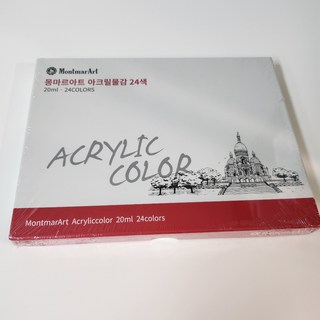 MontmarArt
몽마르아트 아크릴물감 24색
20ml · 24COLORS
ACRYLIC
COLOR
MontmarArt Acryliccolor 20ml 24colors